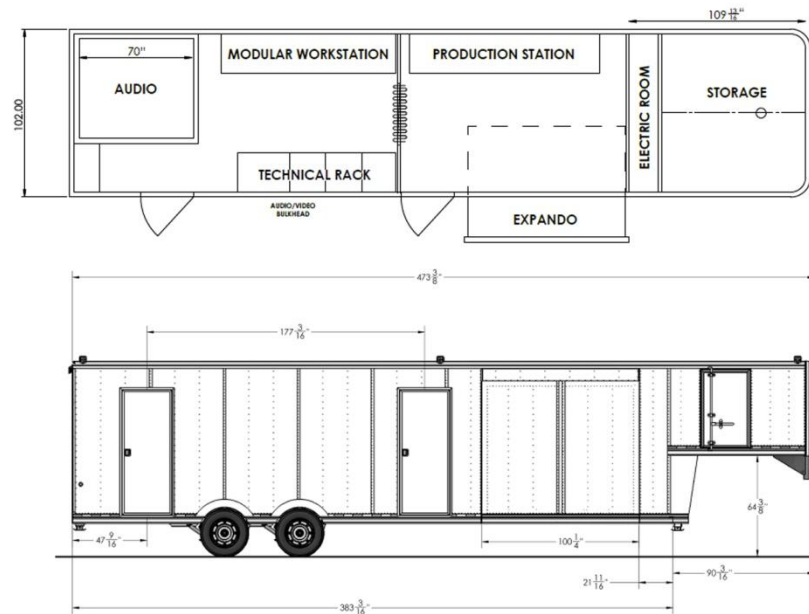 109 13/16"
70"
MODULAR WORKSTATION
PRODUCTION STATION
AUDIO
STORAGE
102.00
ELECTRIC ROOM
TECHNICAL RACK
AUDIO/VIDEO
BULKHEAD
EXPANDO
473 3/8"
177 3/16"
64 3/8"
47 9/16"
100 1/4"
21 11/16"
90 3/16"
383 3/16"